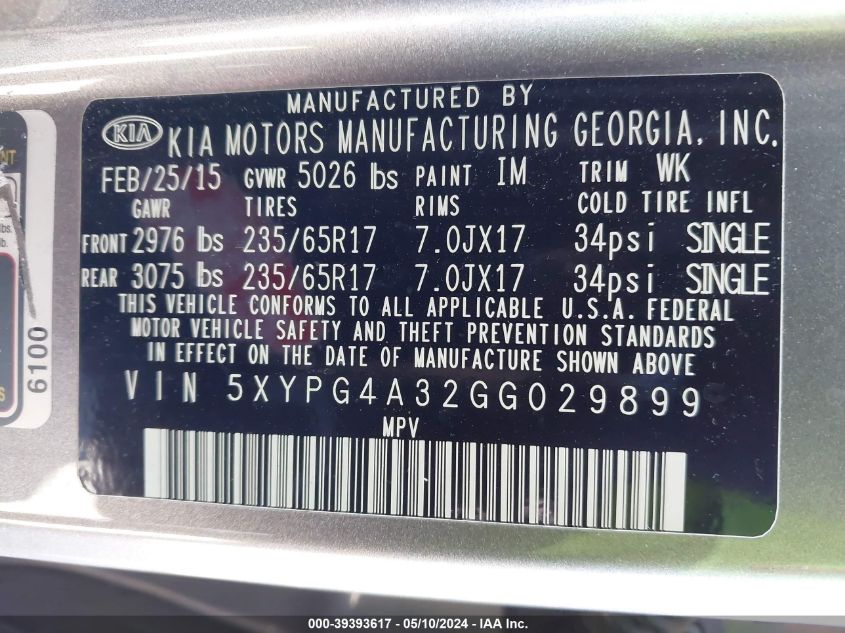 MANUFACTURED BY
KIA KIA MOTORS MANUFACTURING GEORGIA, INC.
FEB/25/15 GVWR 5026 lbs PAINT IM TRIM WK
GAWR TIRES RIMS COLD TIRE INFL
FRONT 2976 lbs 235/65R17 7.0JX17 34psi SINGLE
REAR 3075 lbs 235/65R17 7.0JX17 34psi SINGLE
THIS VEHICLE CONFORMS TO ALL APPLICABLE U.S.A. FEDERAL
MOTOR VEHICLE SAFETY AND THEFT PREVENTION STANDARDS
IN EFFECT ON THE DATE OF MANUFACTURE SHOWN ABOVE
VIN 5XYPG4A32GG029899
MPV
lbs.
lb.
6100
000-39393617 - 05/10/2024 - IAA Inc.